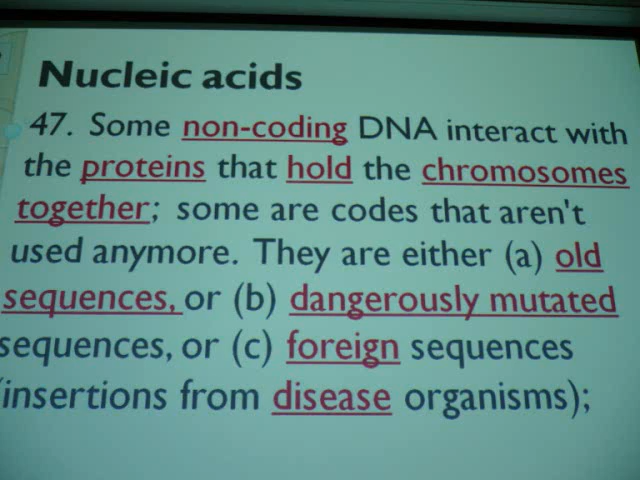 Nucleic acids
47. Some non-coding DNA interact with
the proteins that hold the chromosomes
together; some are codes that aren't
used anymore. They are either (a) old
sequences, or (b) dangerously mutated
sequences, or (c) foreign sequences
(insertions from disease organisms);